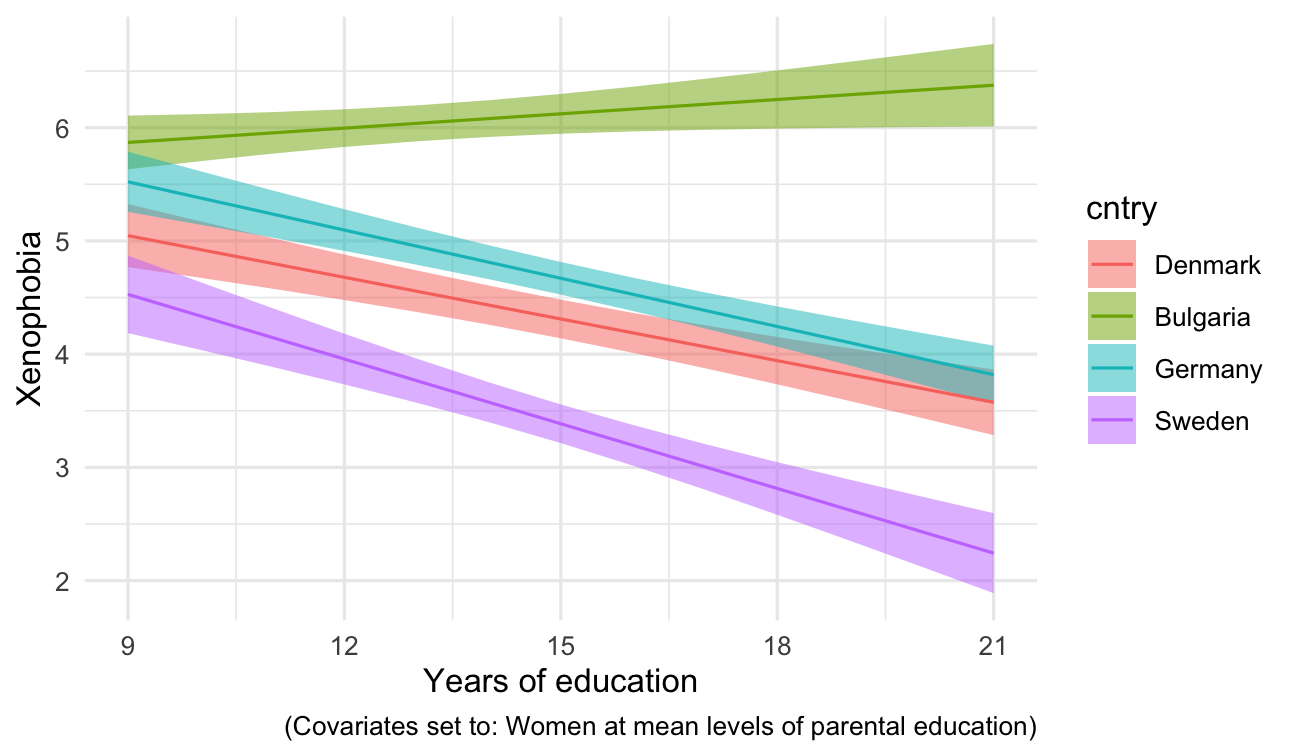 Xenophobia
6
5
4
3
2
9 12 15 18 21
Years of education
(Covariates set to: Women at mean levels of parental education)
cntry
Denmark
Bulgaria
Germany
Sweden